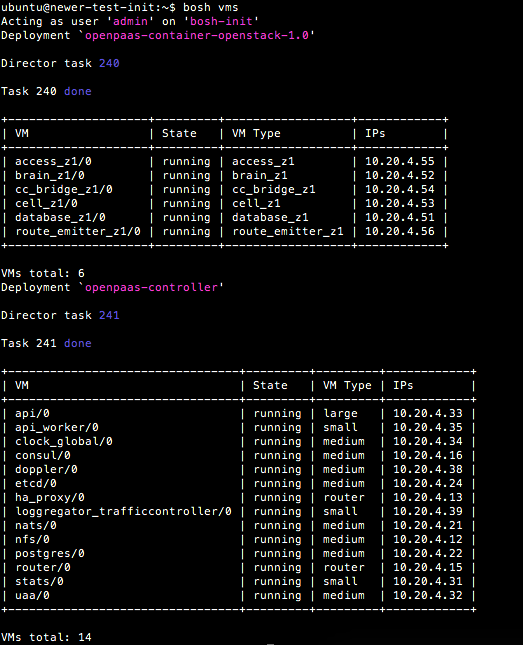 ubuntu@newer-test-init:~$ bosh vms
Acting as user 'admin' on 'bosh-init'
Deployment `openpaas-container-openstack-1.0'

Director task 240

Task 240 done

+--------------------+---------+------------------+------------+
| VM                 | State   | VM Type          | IPs        |
+--------------------+---------+------------------+------------+
| access_z1/0        | running | access_z1        | 10.20.4.55 |
| brain_z1/0         | running | brain_z1         | 10.20.4.52 |
| cc_bridge_z1/0     | running | cc_bridge_z1     | 10.20.4.54 |
| cell_z1/0          | running | cell_z1          | 10.20.4.53 |
| database_z1/0      | running | database_z1      | 10.20.4.51 |
| route_emitter_z1/0 | running | route_emitter_z1 | 10.20.4.56 |
+--------------------+---------+------------------+------------+

VMs total: 6
Deployment `openpaas-controller'

Director task 241

Task 241 done

+---------------------------------+---------+---------+------------+
| VM                              | State   | VM Type | IPs        |
+---------------------------------+---------+---------+------------+
| api/0                           | running | large   | 10.20.4.33 |
| api_worker/0                    | running | small   | 10.20.4.35 |
| clock_global/0                  | running | medium  | 10.20.4.34 |
| consul/0                        | running | medium  | 10.20.4.16 |
| doppler/0                       | running | medium  | 10.20.4.38 |
| etcd/0                          | running | medium  | 10.20.4.24 |
| ha_proxy/0                      | running | router  | 10.20.4.13 |
| loggregator_trafficcontroller/0 | running | small   | 10.20.4.39 |
| nats/0                          | running | medium  | 10.20.4.21 |
| nfs/0                           | running | medium  | 10.20.4.12 |
| postgres/0                      | running | medium  | 10.20.4.22 |
| router/0                        | running | router  | 10.20.4.15 |
| stats/0                         | running | small   | 10.20.4.31 |
| uaa/0                           | running | medium  | 10.20.4.32 |
+---------------------------------+---------+---------+------------+

VMs total: 14